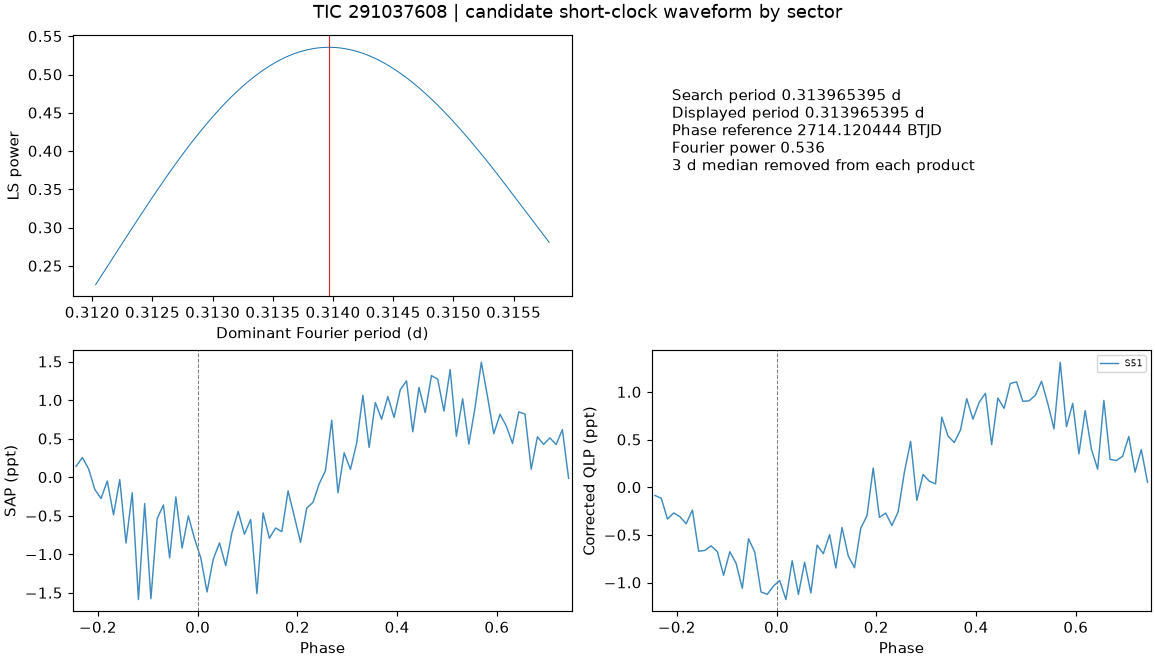 TIC 291037608 | candidate short-clock waveform by sector
0.55
0.50
0.45
0.40
0.35
0.30
0.25
LS power
0.3120 0.3125 0.3130 0.3135 0.3140 0.3145 0.3150 0.3155
Dominant Fourier period (d)
Search period 0.313965395 d
Displayed period 0.313965395 d
Phase reference 2714.120444 BTJD
Fourier power 0.536
3 d median removed from each product
1.5
1.0
0.5
0.0
−0.5
−1.0
−1.5
SAP (ppt)
−0.2 0.0 0.2 0.4 0.6
Phase
S51
1.0
0.5
0.0
−0.5
−1.0
Corrected QLP (ppt)
−0.2 0.0 0.2 0.4 0.6
Phase